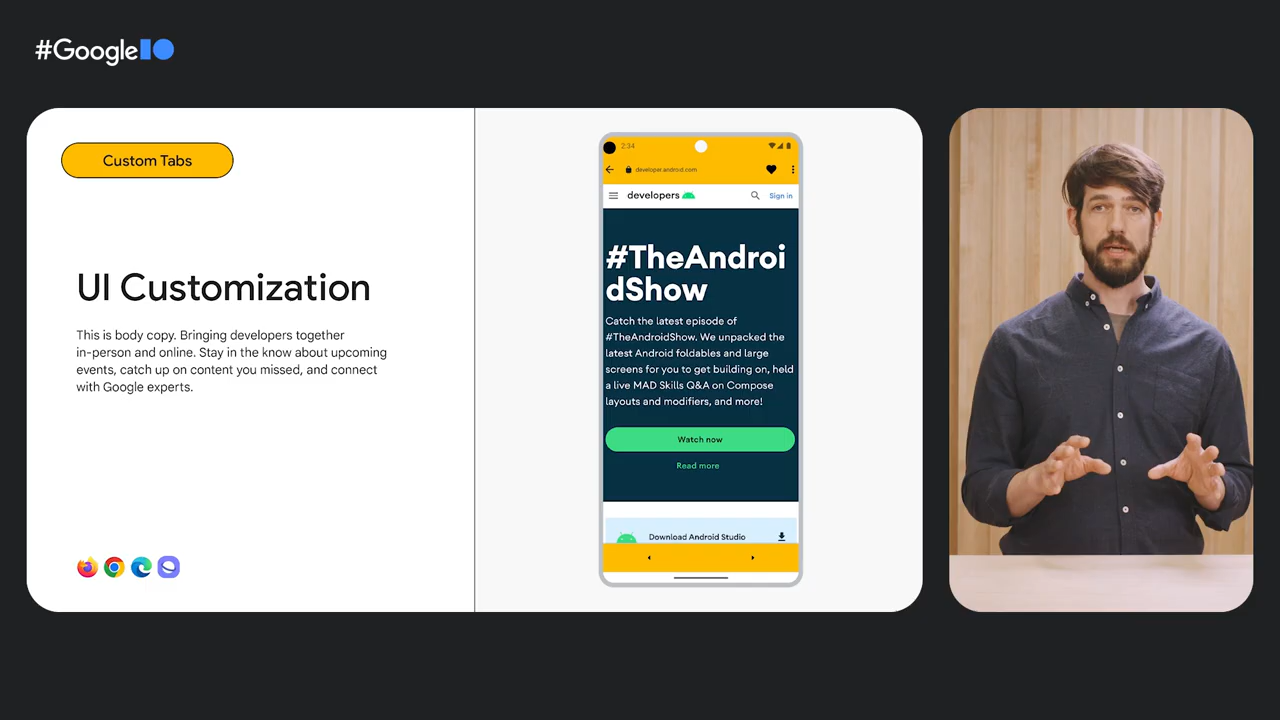 #Google
Custom Tabs
UI Customization
This is body copy. Bringing developers together
in-person and online. Stay in the know about upcoming
events, catch up on content you missed, and connect
with Google experts.
2:34
developer.android.com
developers
Sign in
#TheAndroi
dShow
Catch the latest episode of
#TheAndroidShow. We unpacked the
latest Android foldables and large
screens for you to get building on, held
a live MAD Skills Q&A on Compose
layouts and modifiers, and more!
Watch now
Read more
Download Android Studio